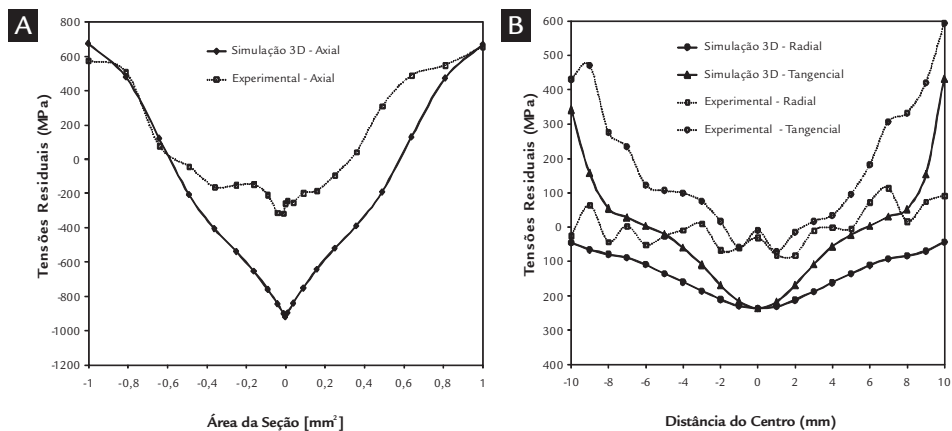 A
Tensões Residuais (MPa)
800
600
400
200
0
-200
-400
-600
-800
-1000
-1200
Simulação 3D - Axial
Experimental - Axial
-1 -0,8 -0,6 -0,4 -0,2 0 0,2 0,4 0,6 0,8 1
Área da Seção [mm²]
B
Tensões Residuais (MPa)
600
500
400
300
200
100
0
100
200
300
400
Simulação 3D - Radial
Simulação 3D - Tangencial
Experimental - Radial
Experimental - Tangencial
-10 -8 -6 -4 -2 0 2 4 6 8 10
Distância do Centro (mm)